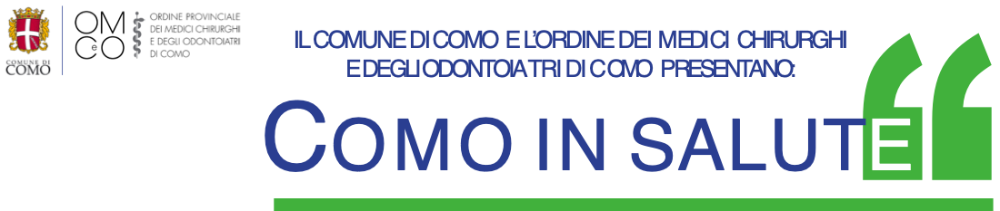 COMUNE DI
COMO
OM
e
CO
ORDINE PROVINCIALE
DEI MEDICI CHIRURGHI
E DEGLI ODONTOIATRI
DI COMO
IL COMUNE DI COMO E L'ORDINE DEI MEDICI CHIRURGHI
E DEGLI ODONTOIATRI DI COMO PRESENTANO:
COMO IN SALUTE